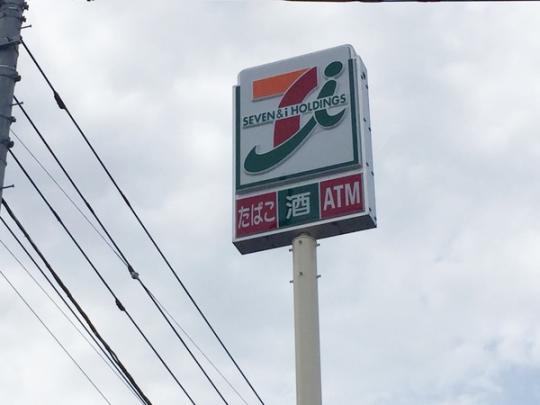 SEVEN&i HOLDINGS
たばこ 酒 ATM